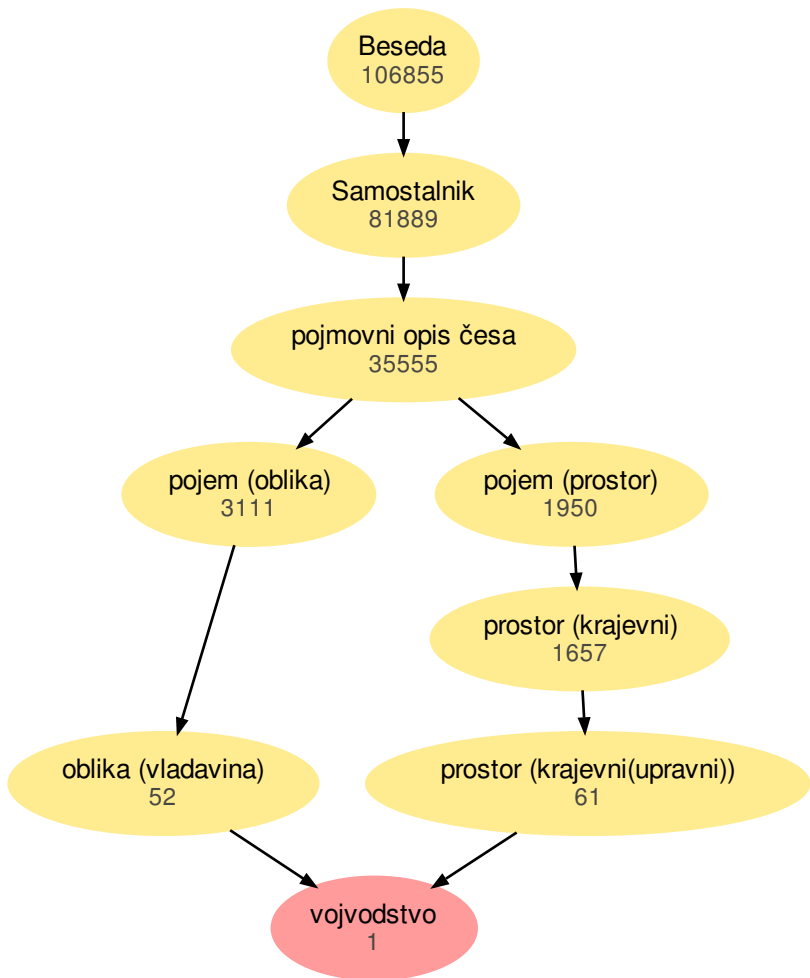 Beseda
106855
Samostalnik
81889
pojmovni opis česa
35555
pojem (oblika)
3111
pojem (prostor)
1950
prostor (krajevni)
1657
oblika (vladavina)
52
prostor (krajevni(upravni))
61
vojvodstvo
1